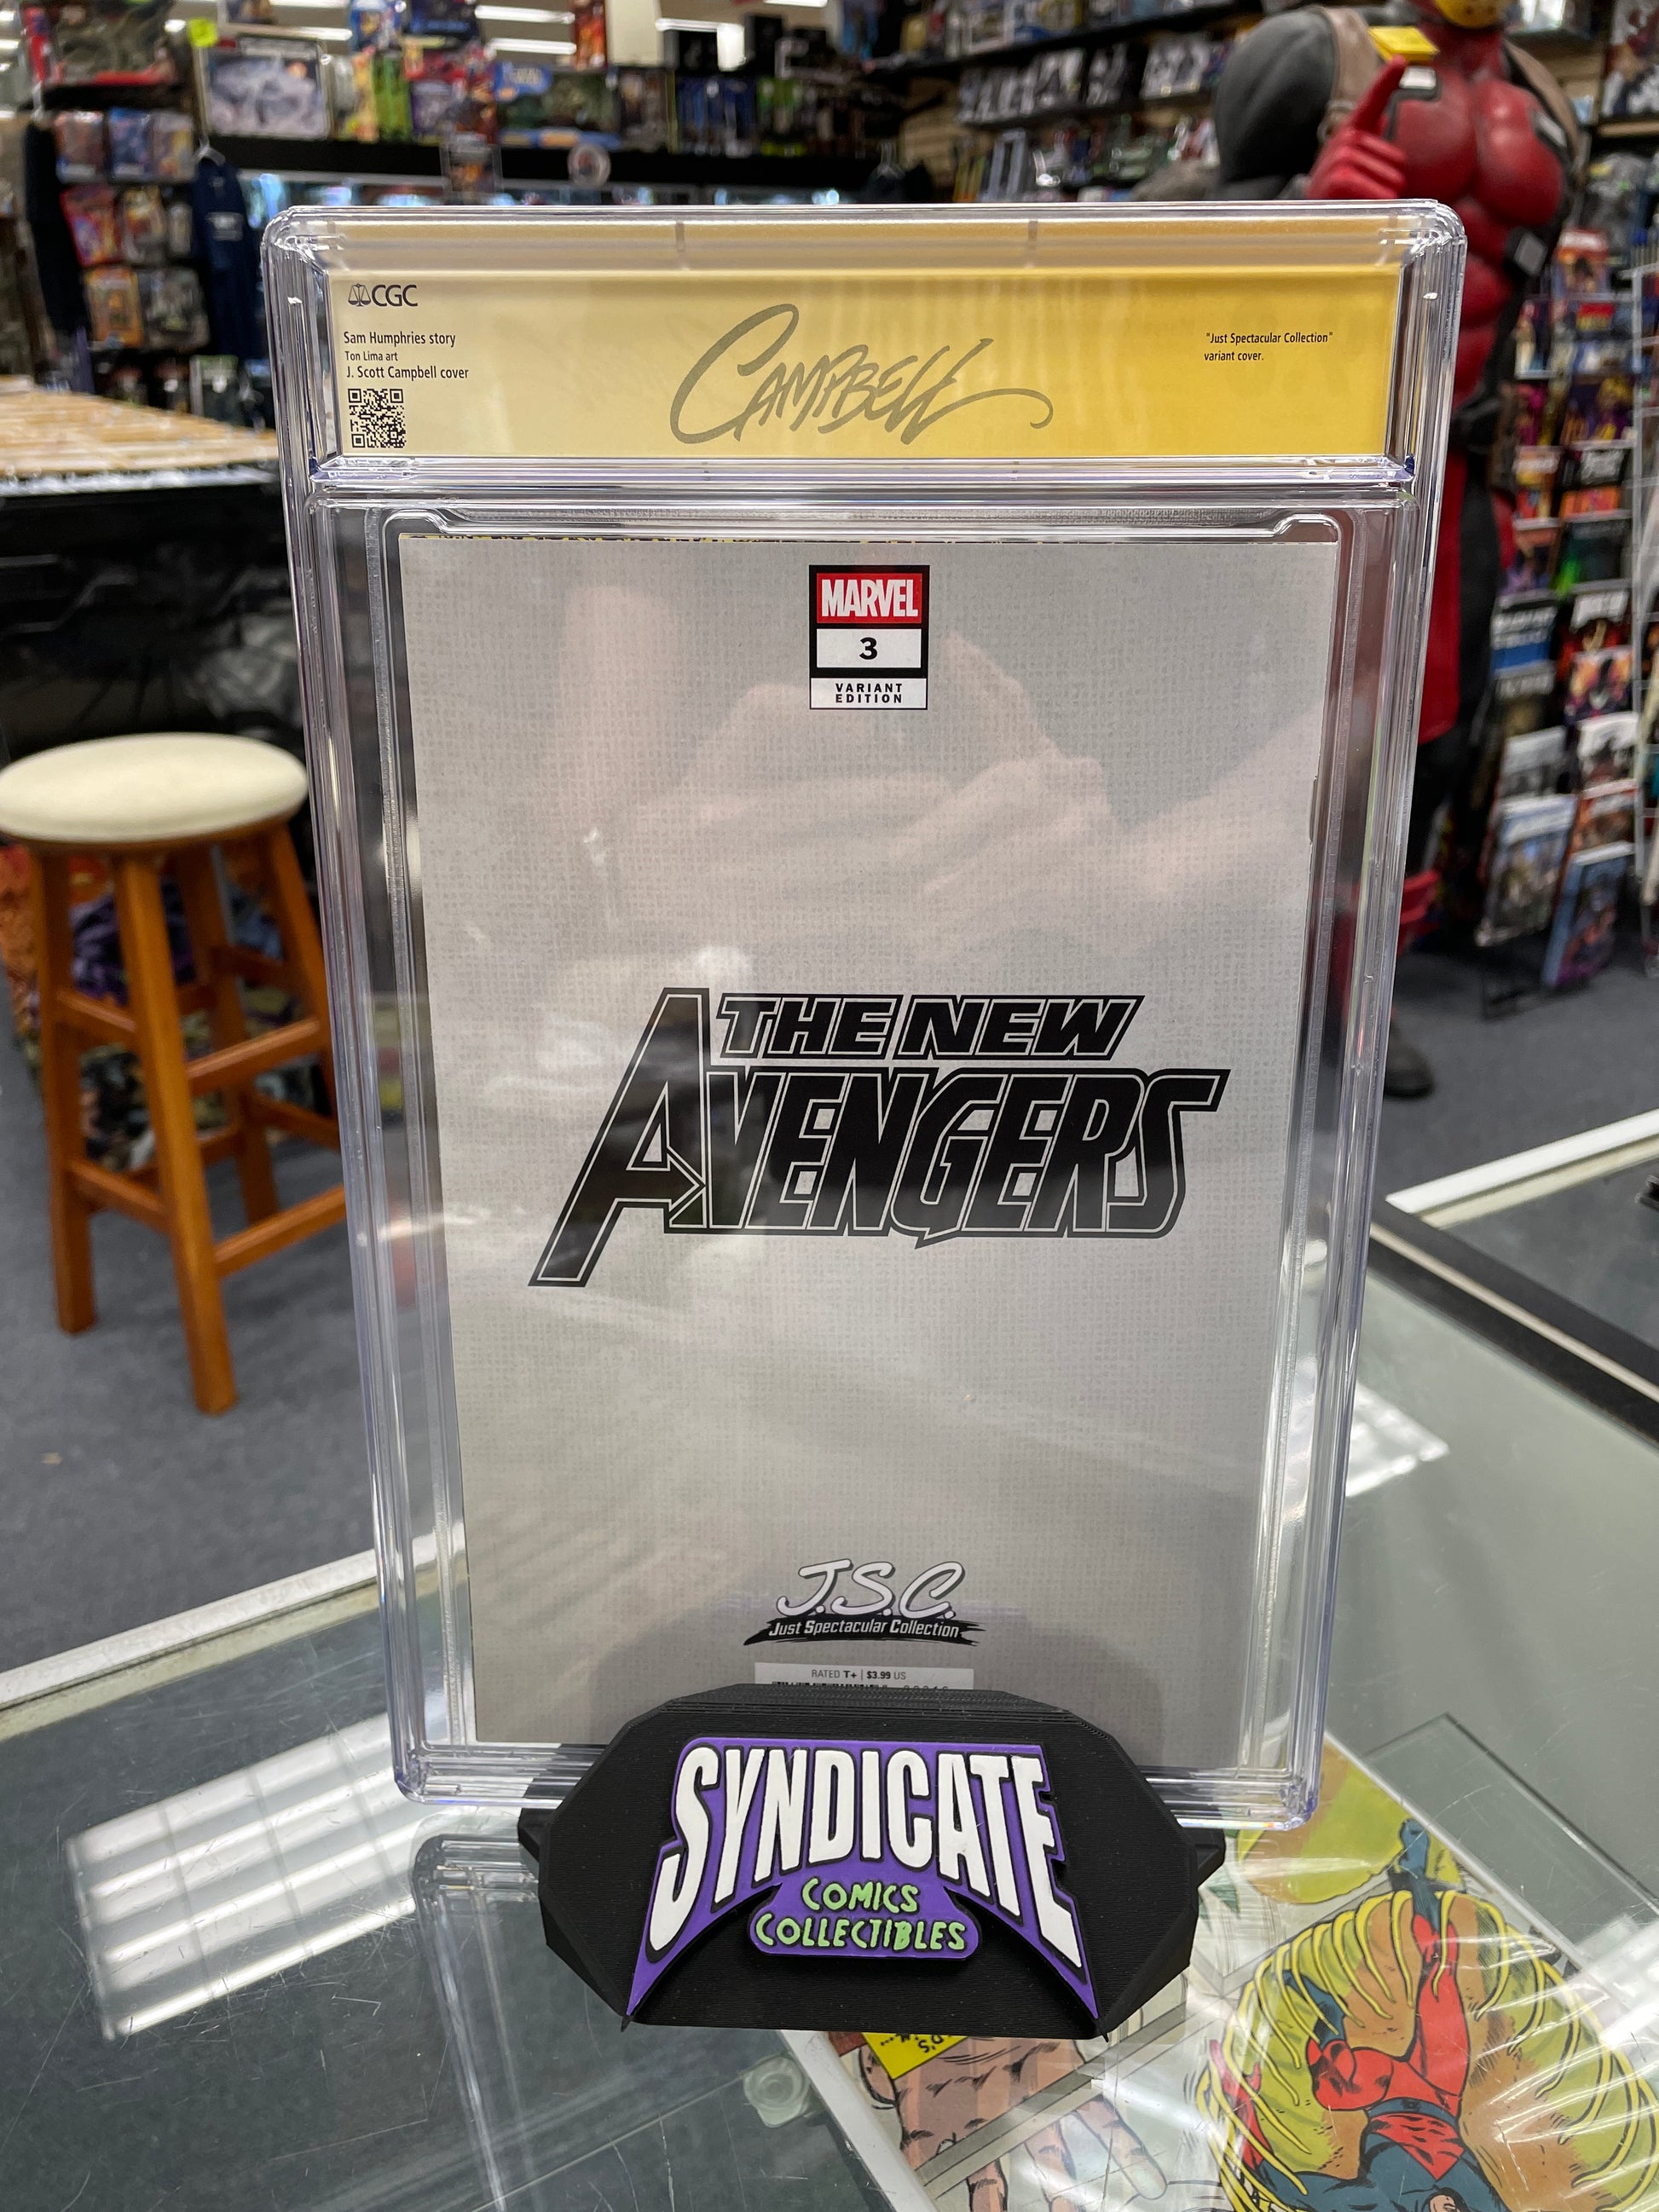 CGC
Sam Humphries story
Ton Lima art
J. Scott Campbell cover
CAMPBELL
"Just Spectacular Collection"
variant cover.
MARVEL
3
VARIANT
EDITION
THE NEW
AVENGERS
J.S.C.
Just Spectacular Collection
RATED T+ | $3.99 US
SYNDICATE
COMICS
COLLECTIBLES